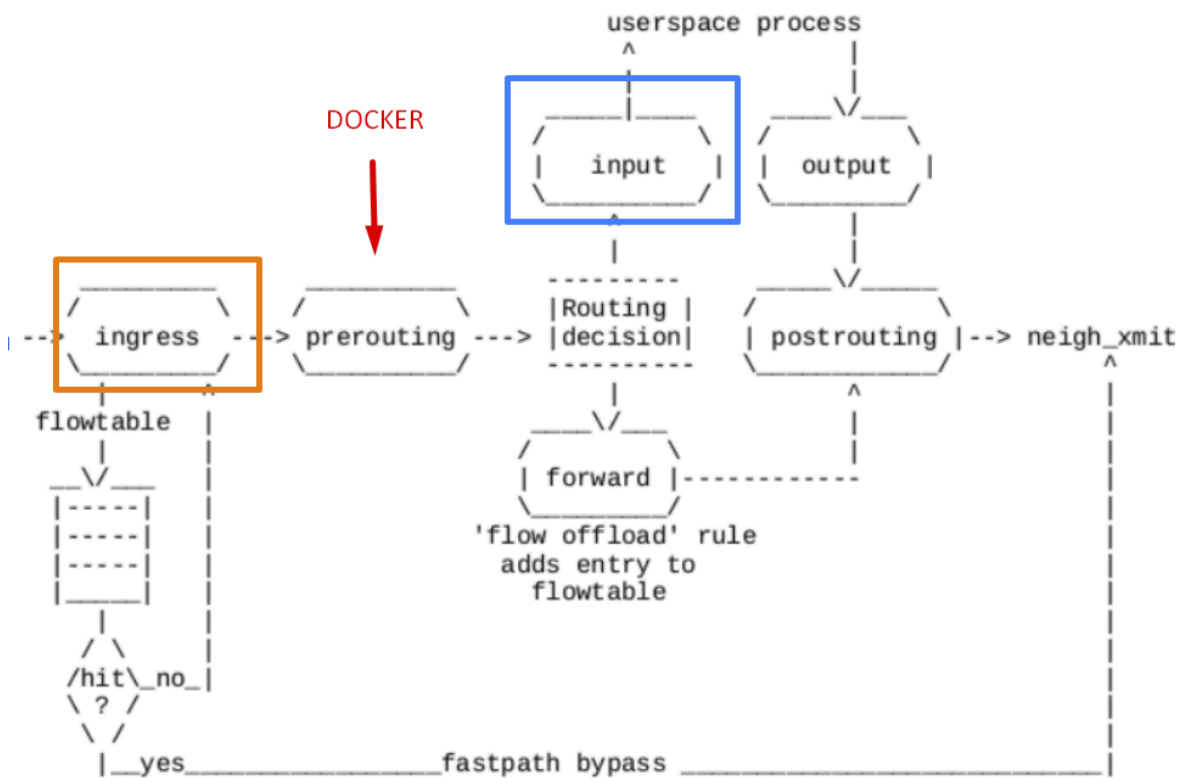 userspace process
DOCKER
input
output
ingress
prerouting
Routing
decision
postrouting
neigh_xmit
flowtable
forward
'flow offload' rule
adds entry to
flowtable
hit
no
?
yes
fastpath bypass